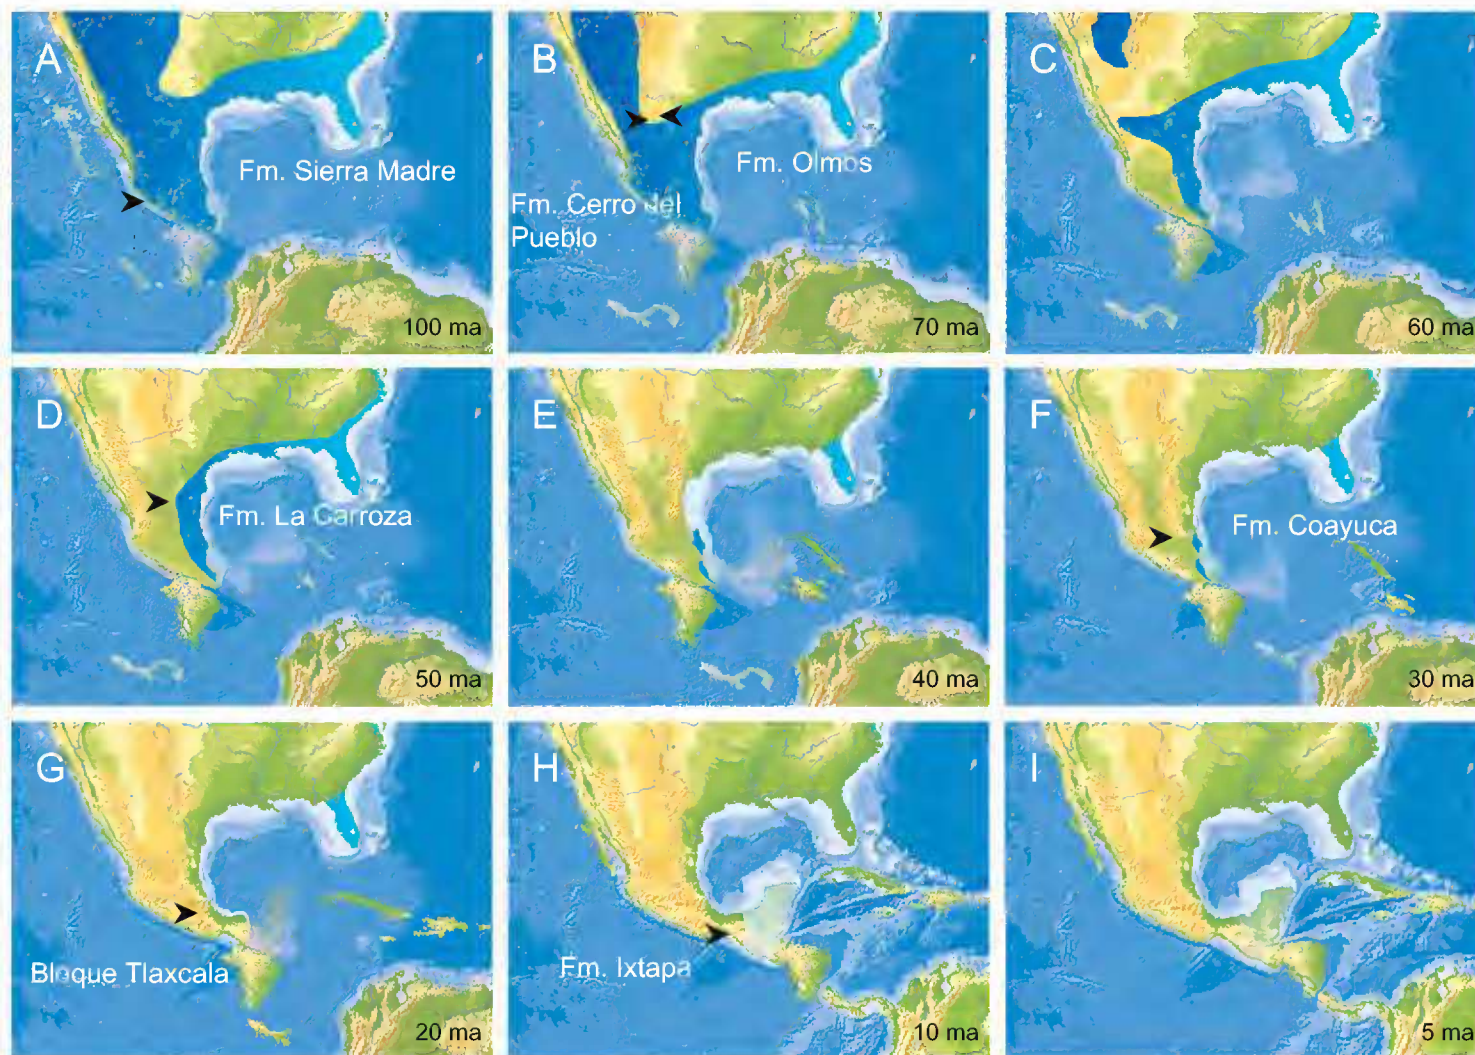 A
Fm. Sierra Madre
100 ma
B
Fm. Olmos
Fm. Cerro del
Pueblo
70 ma
C
60 ma
D
Fm. La Carroza
50 ma
E
40 ma
F
Fm. Coayuca
30 ma
G
Bloque Tlaxcala
20 ma
H
Fm. Ixtapa
10 ma
I
5 ma